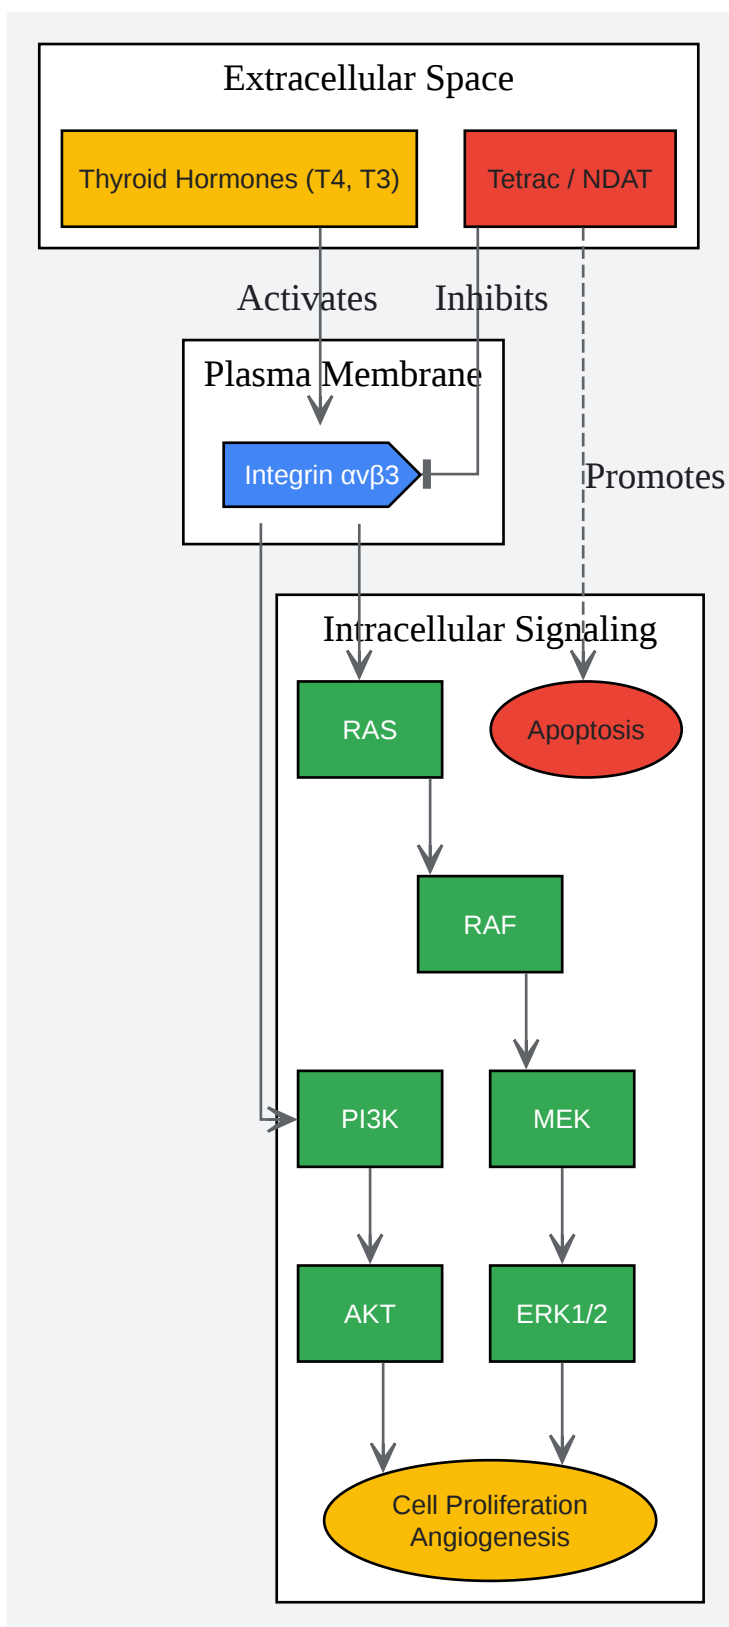 Extracellular Space
Thyroid Hormones (T4, T3)
Tetrac / NDAT
Activates
Inhibits
Plasma Membrane
Integrin αvβ3
Promotes
Intracellular Signaling
RAS
Apoptosis
RAF
PI3K
MEK
AKT
ERK1/2
Cell Proliferation
Angiogenesis